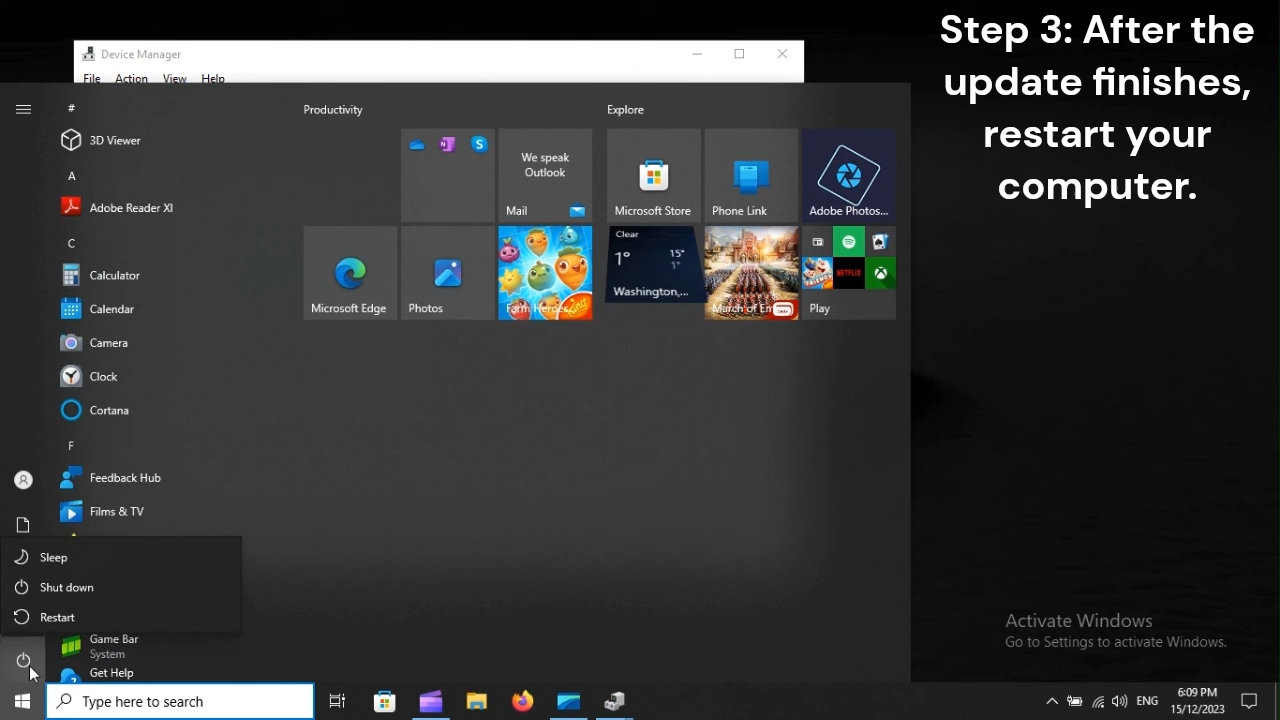 Step 3: After the
update finishes,
restart your
computer.
Device Manager
File Action View Help
#
3D Viewer
A
Adobe Reader XI
C
Calculator
Calendar
Camera
Clock
Cortana
F
Feedback Hub
Films & TV
Sleep
Shut down
Restart
Game Bar
System
Get Help
Productivity
We speak
Outlook
Mail
Microsoft Edge
Photos
Explore
Microsoft Store
Phone Link
Adobe Photos...
Clear
1°
15°
1°
Washington,...
Play
NETFLIX
Activate Windows
Go to Settings to activate Windows.
Type here to search
ENG
6:09 PM
15/12/2023